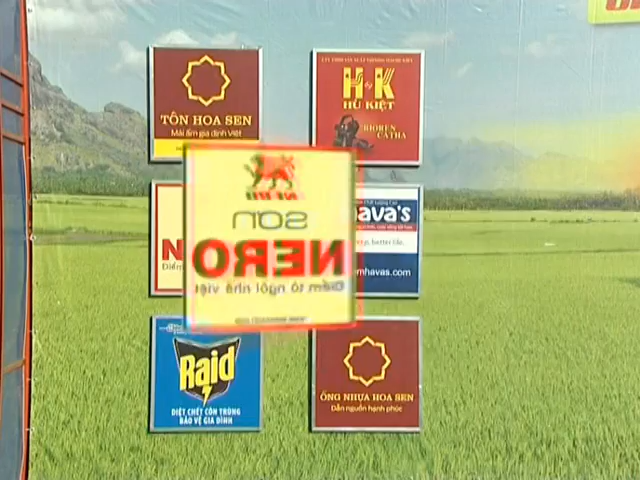 TÔN HOA SEN
Mái ấm gia đình Việt
H K
HÙ KIỆT
BIOREN
CATHA
NERO
sơn
NERO
Điểm tô ngôi nhà việt
N
Điểm
hava's
better life.
mhavas.com
Raid
DIỆT CHẾT CÔN TRÙNG
BẢO VỆ GIA ĐÌNH
ỐNG NHỰA HOA SEN
Dẫn nguồn hạnh phúc